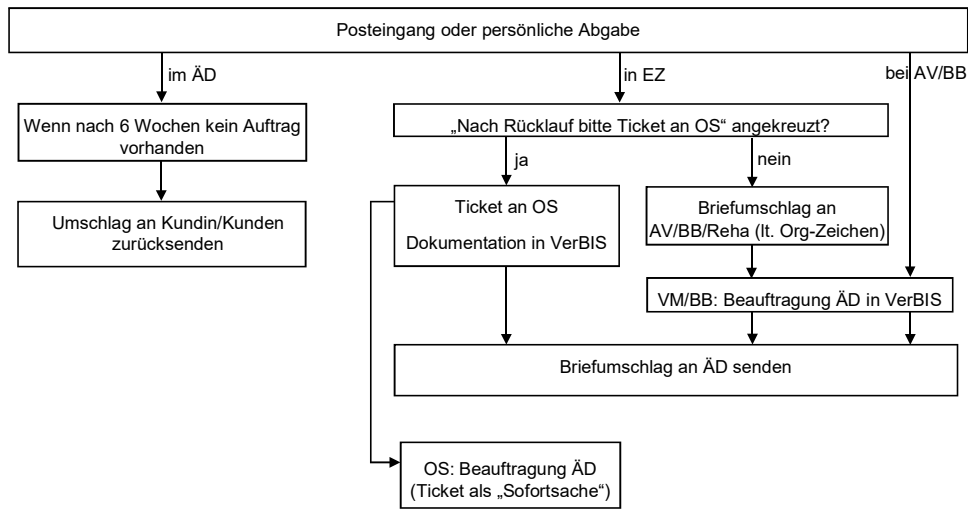 Posteingang oder persönliche Abgabe
im ÄD
in EZ
bei AV/BB
Wenn nach 6 Wochen kein Auftrag
vorhanden
„Nach Rücklauf bitte Ticket an OS“ angekreuzt?
ja
nein
Umschlag an Kundin/Kunden
zurücksenden
Ticket an OS
Dokumentation in VerBIS
Briefumschlag an
AV/BB/Reha (lt. Org-Zeichen)
VM/BB: Beauftragung ÄD in VerBIS
Briefumschlag an ÄD senden
OS: Beauftragung ÄD
(Ticket als „Sofortsache“)